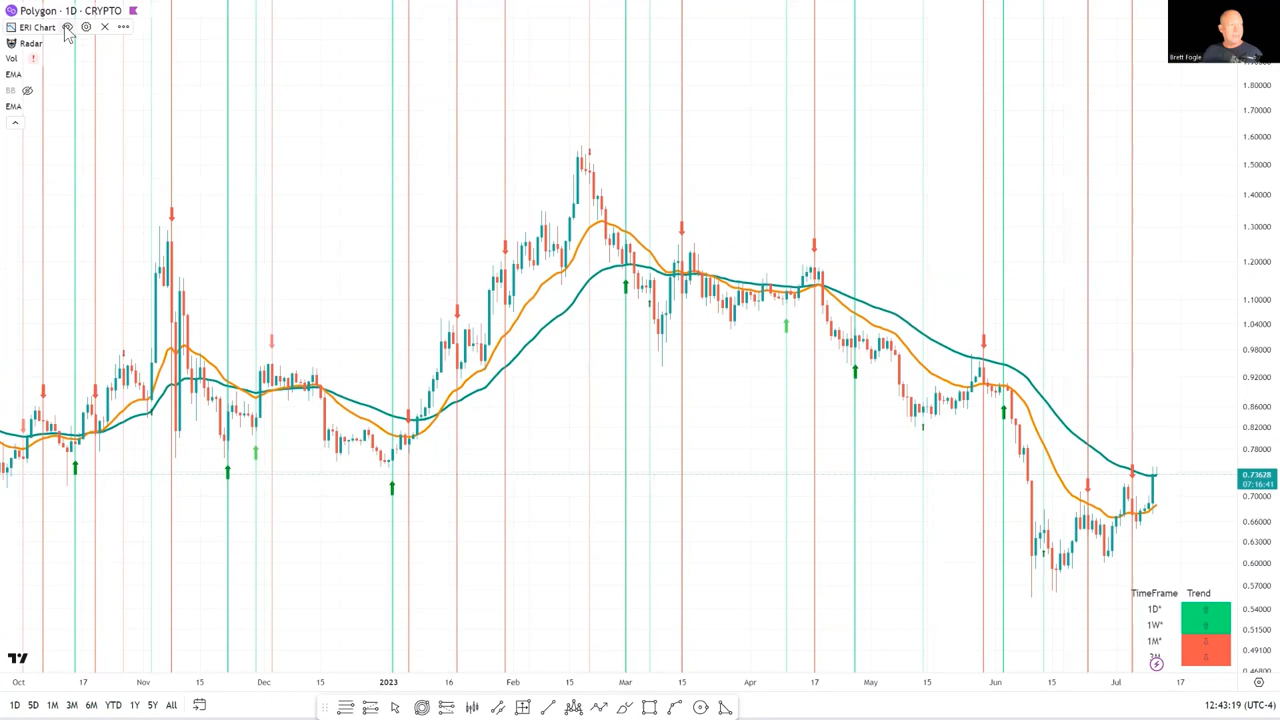 Polygon · 1D · CRYPTO
ERI Chart
Radar
Vol
EMA
BB
EMA
Brett Fogle
1.80000
1.70000
1.60000
1.50000
1.40000
1.30000
1.20000
1.10000
1.04000
0.98000
0.92000
0.86000
0.82000
0.78000
0.73628
07:16:41
0.70000
0.66000
0.63000
0.60000
0.57000
0.54000
0.51500
0.49100
0.46800
TimeFrame Trend
1D*
1W*
1M*
Oct 17 Nov 15 Dec 15 2023 16 Feb 15 Mar 15 Apr 17 May 15 Jun 15 Jul 17
1D 5D 1M 3M 6M YTD 1Y 5Y All
12:43:19 (UTC-4)